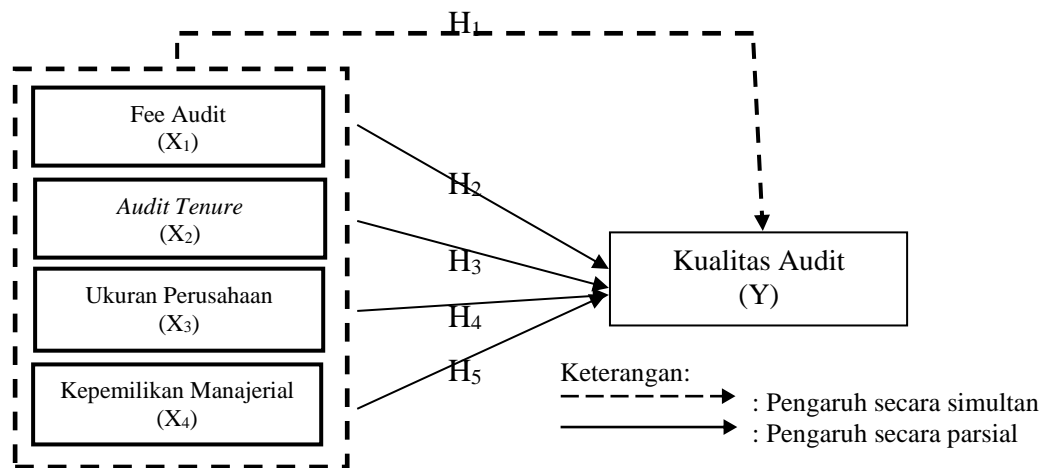 H₁
Fee Audit
(X₁)
H₂
Audit Tenure
(X₂)
H₃
Kualitas Audit
(Y)
Ukuran Perusahaan
(X₃)
H₄
Kepemilikan Manajerial
(X₄)
H₅
Keterangan:
: Pengaruh secara simultan
: Pengaruh secara parsial